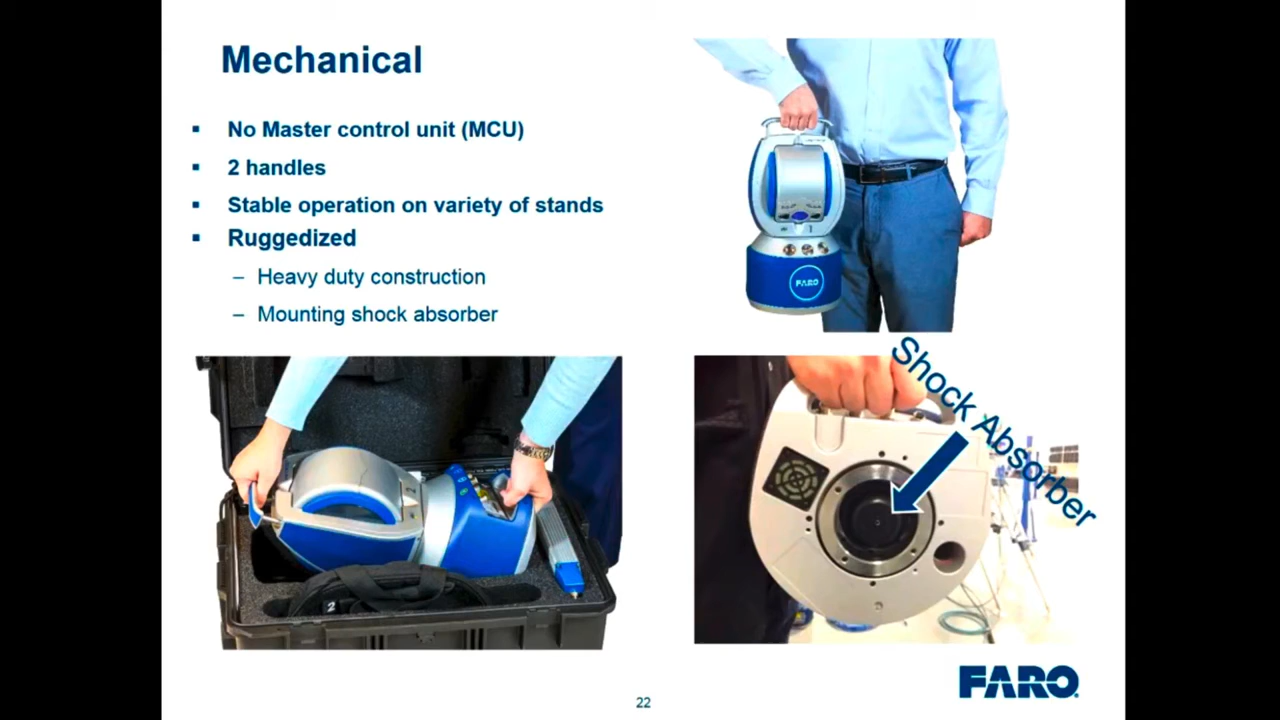 Mechanical
▪ No Master control unit (MCU)
▪ 2 handles
▪ Stable operation on variety of stands
▪ Ruggedized
– Heavy duty construction
– Mounting shock absorber
FARO
Shock Absorber
2
FARO
22